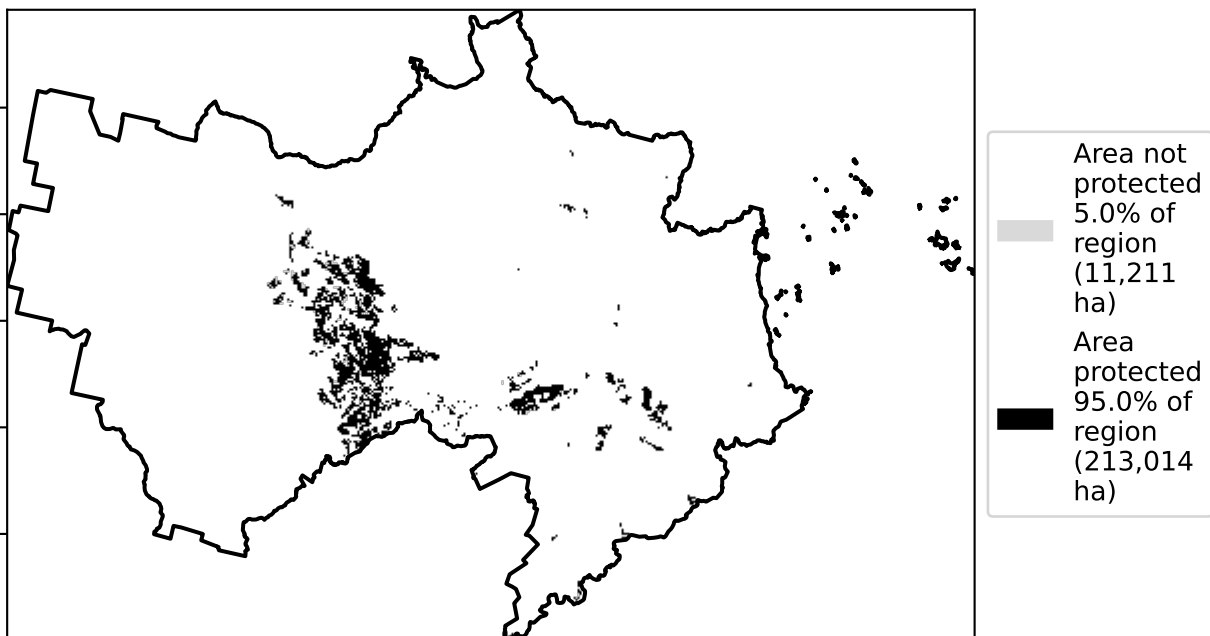 Area not
protected
5.0% of
region
(11,211
ha)
Area
protected
95.0% of
region
(213,014
ha)